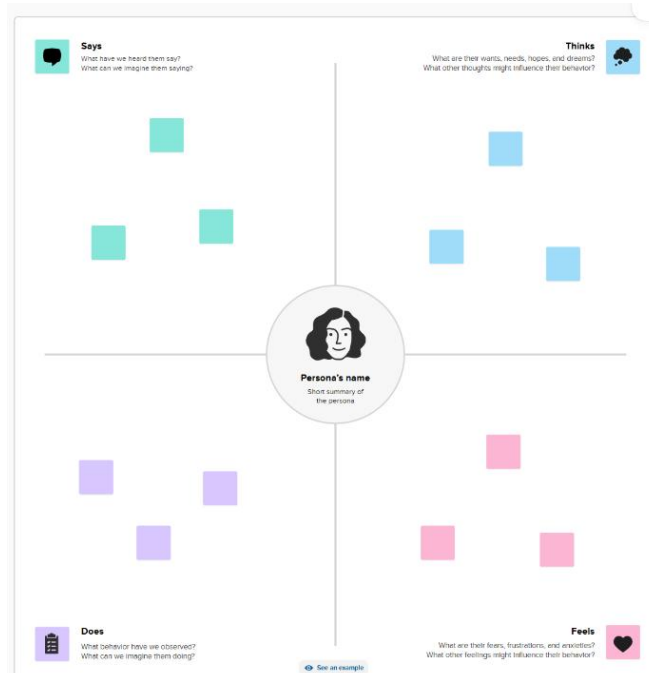 Says
What have we heard them say?
What can we imagine them saying?
Thinks
What are their wants, needs, hopes, and dreams?
What other thoughts might influence their behavior?
Persona's name
Short summary of
the persona
Does
What behavior have we observed?
What can we imagine them doing?
Feels
What are their fears, frustrations, and anxieties?
What other feelings might influence their behavior?
See an example